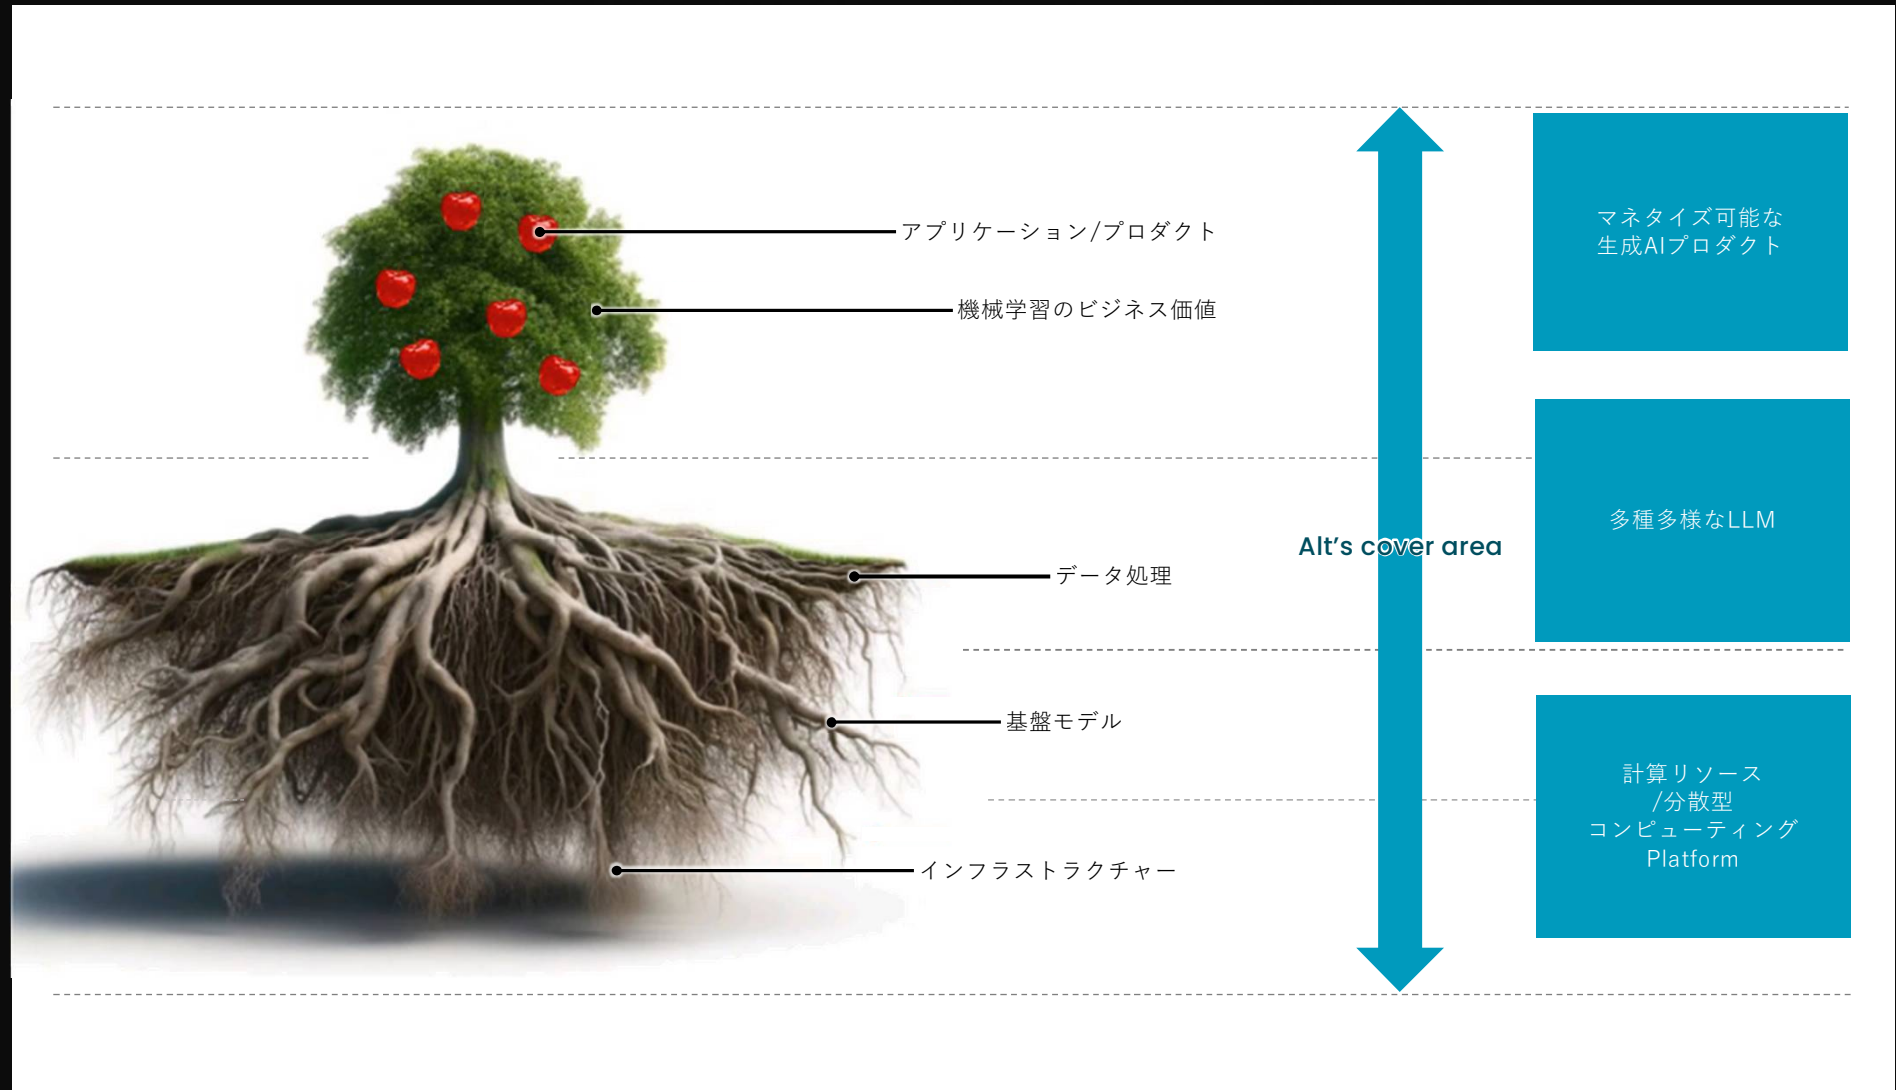 アプリケーション/プロダクト
機械学習のビジネス価値
データ処理
基盤モデル
インフラストラクチャー
Alt’s cover area
マネタイズ可能な
生成AIプロダクト
多種多様なLLM
計算リソース
/分散型
コンピューティング
Platform